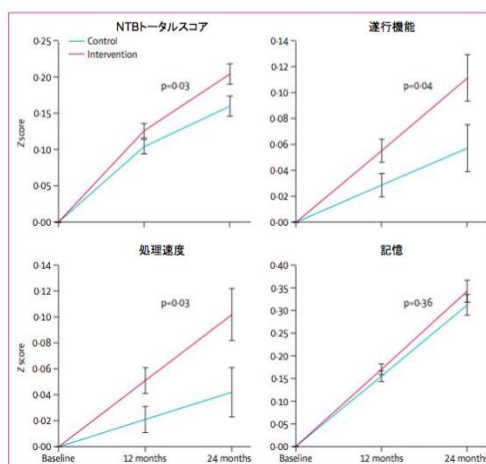 NTBトータルスコア
0·25
0·20
0·15
0·10
0·05
0·00
Z score
Control
Intervention
p=0·03
遂行機能
0·14
0·12
0·10
0·08
0·06
0·04
0·02
0·00
p=0·04
処理速度
0·14
0·12
0·10
0·08
0·06
0·04
0·02
0·00
Z score
p=0·03
Baseline
12 months
24 months
記憶
0·40
0·35
0·30
0·25
0·20
0·15
0·10
0·05
0·00
p=0·36
Baseline
12 months
24 months